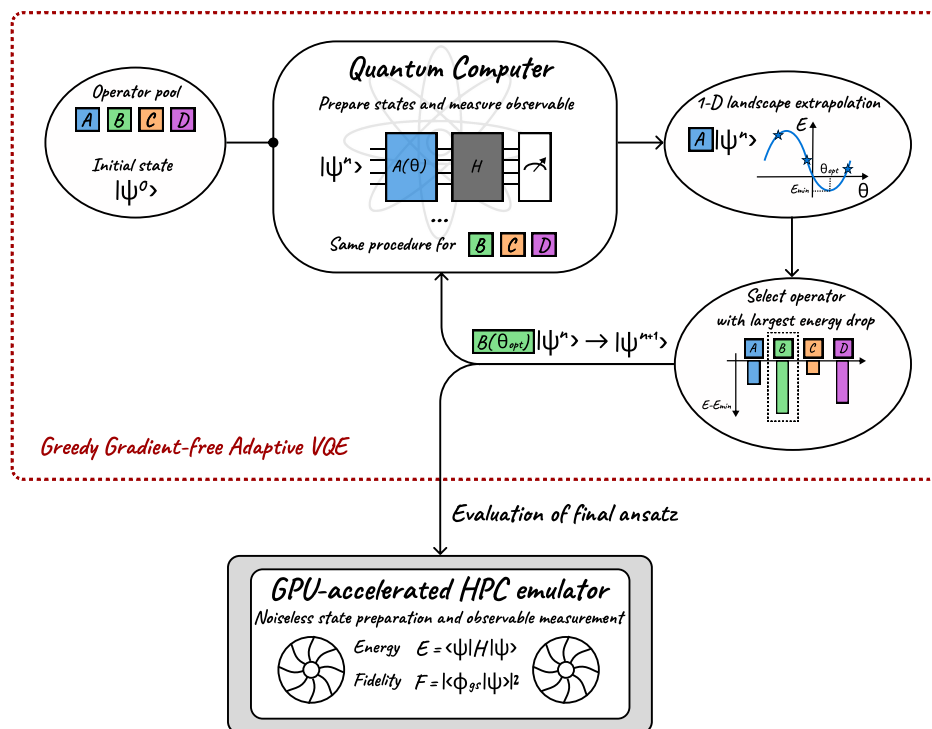 Operator pool
A B C D
Initial state
|ψ⁰›
Quantum Computer
Prepare states and measure observable
|ψⁿ› A(θ) H
...
Same procedure for B C D
1-D landscape extrapolation
A |ψⁿ›
E
θopt
Emin
θ
Select operator
with largest energy drop
A B C D
E-Emin
B(θopt)|ψⁿ› → |ψⁿ⁺¹›
Greedy Gradient-free Adaptive VQE
Evaluation of final ansatz
GPU-accelerated HPC emulator
Noiseless state preparation and observable measurement
Energy E = ‹ψ|H|ψ›
Fidelity F = |‹ϕgs|ψ›|²